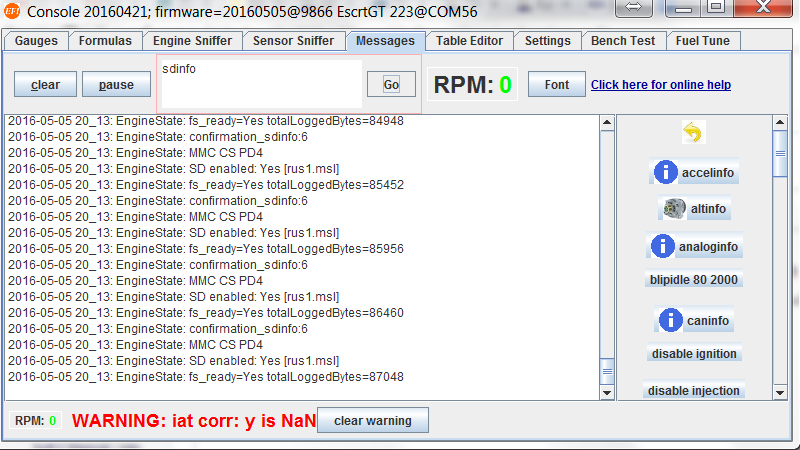 EFI Console 20160421; firmware=20160505@9866 EscrtGT 223@COM56
Gauges Formulas Engine Sniffer Sensor Sniffer Messages Table Editor Settings Bench Test Fuel Tune
clear pause sdinfo Go RPM: 0 Font Click here for online help
2016-05-05 20_13: EngineState: fs_ready=Yes totalLoggedBytes=84948
2016-05-05 20_13: EngineState: confirmation_sdinfo:6
2016-05-05 20_13: EngineState: MMC CS PD4
2016-05-05 20_13: EngineState: SD enabled: Yes [rus1.msl]
2016-05-05 20_13: EngineState: fs_ready=Yes totalLoggedBytes=85452
2016-05-05 20_13: EngineState: confirmation_sdinfo:6
2016-05-05 20_13: EngineState: MMC CS PD4
2016-05-05 20_13: EngineState: SD enabled: Yes [rus1.msl]
2016-05-05 20_13: EngineState: fs_ready=Yes totalLoggedBytes=85956
2016-05-05 20_13: EngineState: confirmation_sdinfo:6
2016-05-05 20_13: EngineState: MMC CS PD4
2016-05-05 20_13: EngineState: SD enabled: Yes [rus1.msl]
2016-05-05 20_13: EngineState: fs_ready=Yes totalLoggedBytes=86460
2016-05-05 20_13: EngineState: confirmation_sdinfo:6
2016-05-05 20_13: EngineState: MMC CS PD4
2016-05-05 20_13: EngineState: SD enabled: Yes [rus1.msl]
2016-05-05 20_13: EngineState: fs_ready=Yes totalLoggedBytes=87048
accelinfo
altinfo
analoginfo
blipidle 80 2000
caninfo
disable ignition
disable injection
RPM: 0 WARNING: iat corr: y is NaN clear warning